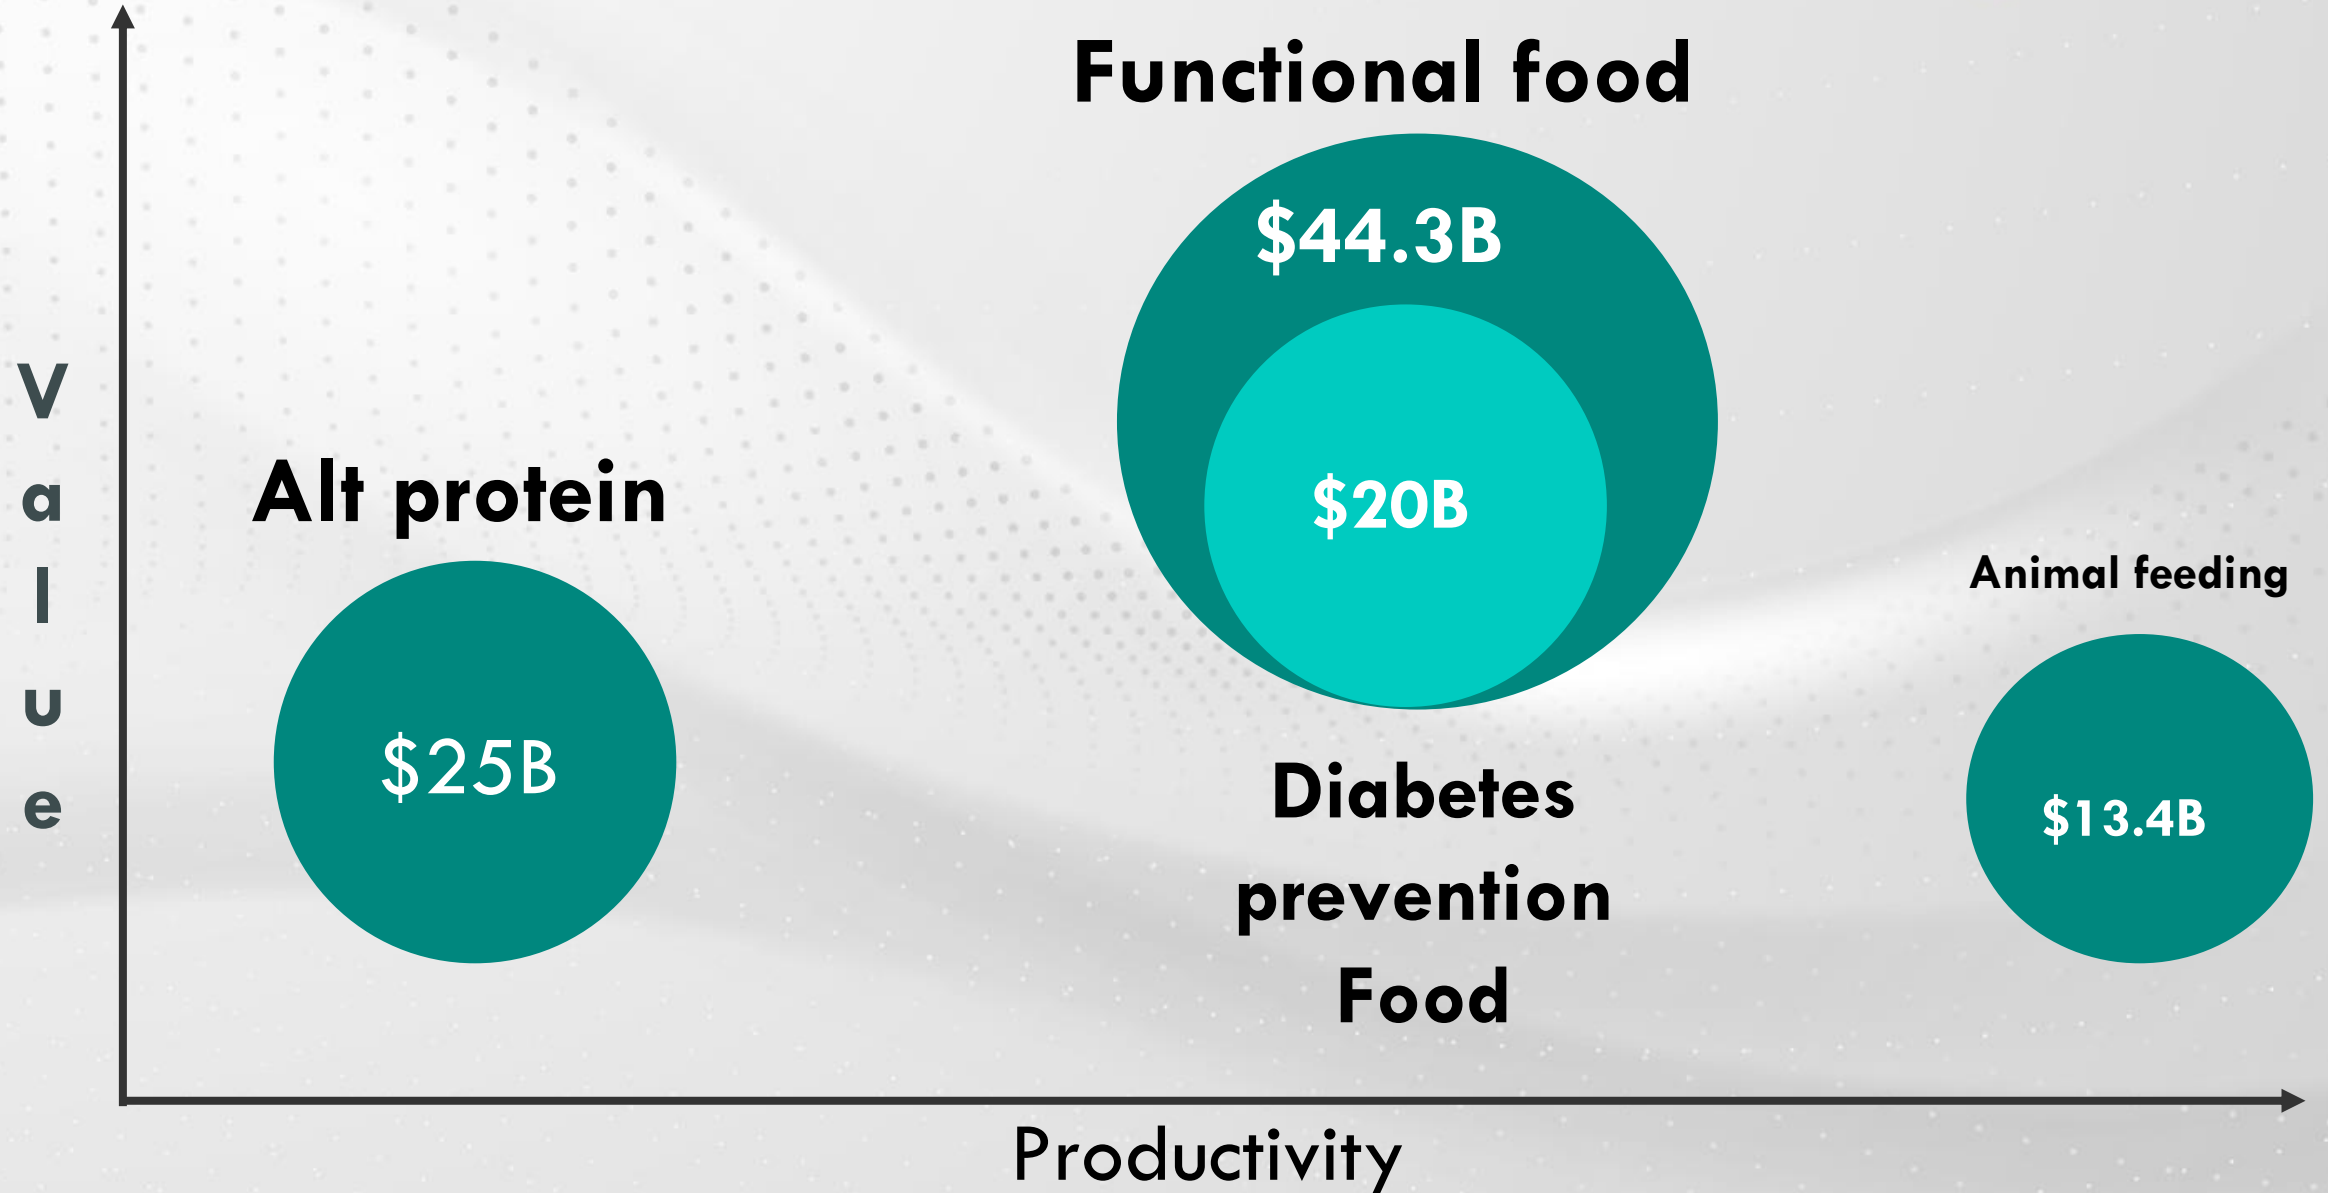 Functional food
$44.3B
$20B
Diabetes
prevention
Food
Alt protein
$25B
Animal feeding
$13.4B
Value
Productivity